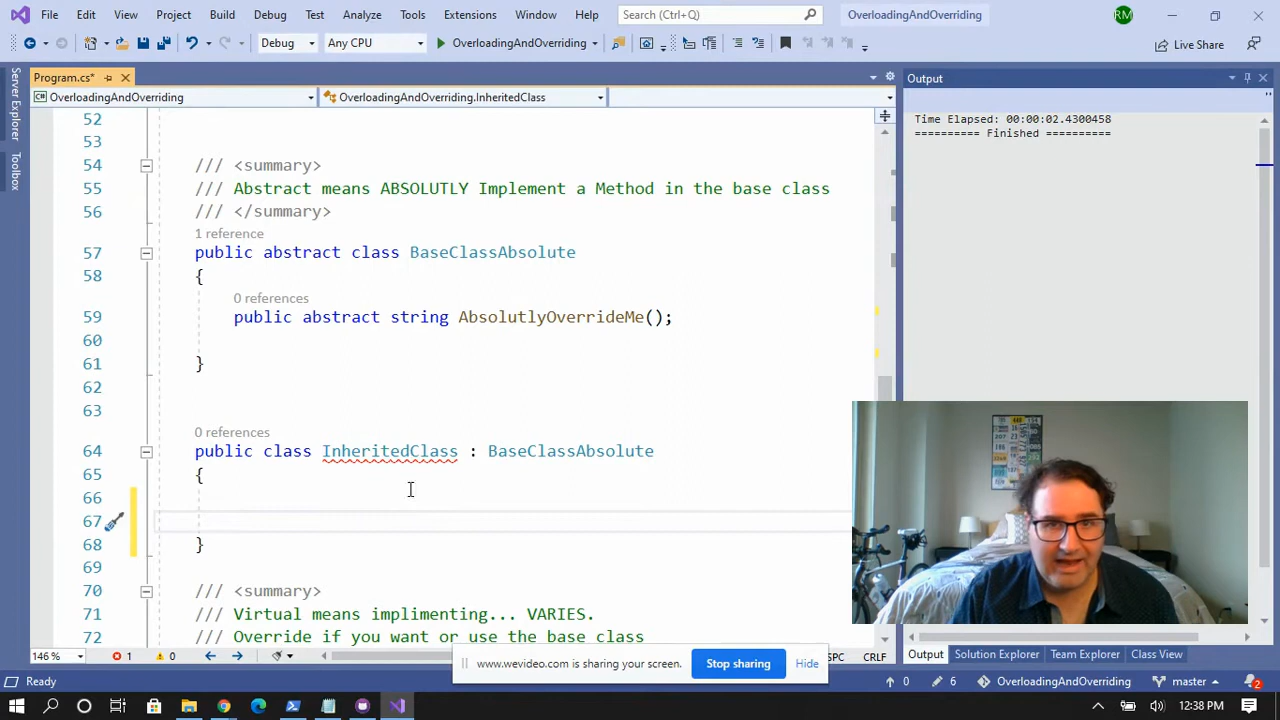 File Edit View Project Build Debug Test Analyze Tools Extensions Window Help Search (Ctrl+Q) OverloadingAndOverriding RM
Debug Any CPU OverloadingAndOverriding Live Share
Program.cs* Output
OverloadingAndOverriding OverloadingAndOverriding.InheritedClass
Server Explorer
Toolbox
Time Elapsed: 00:00:02.4300458
========== Finished ==========
52
53
54 /// <summary>
55 /// Abstract means ABSOLUTLY Implement a Method in the base class
56 /// </summary>
1 reference
57 public abstract class BaseClassAbsolute
58 {
0 references
59 public abstract string AbsolutlyOverrideMe();
60
61 }
62
63
0 references
64 public class InheritedClass : BaseClassAbsolute
65 {
66
67
68 }
69
70 /// <summary>
71 /// Virtual means implimenting... VARIES.
72 /// Override if you want or use the base class
146 % 1 0 SPC CRLF
www.wevideo.com is sharing your screen. Stop sharing Hide
Output Solution Explorer Team Explorer Class View
Ready 0 6 OverloadingAndOverriding master 2
12:38 PM